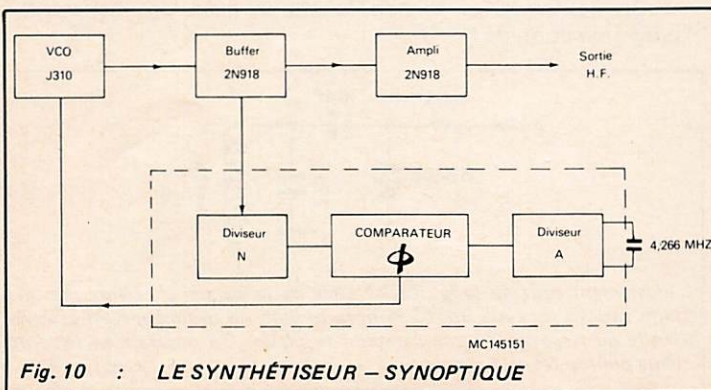 VCO
J310
Buffer
2N918
Ampli
2N918
Sortie
H.F.
Diviseur
N
COMPARATEUR
ϕ
Diviseur
A
4,266 MHZ
MC145151
Fig. 10 : LE SYNTHÉTISEUR – SYNOPTIQUE